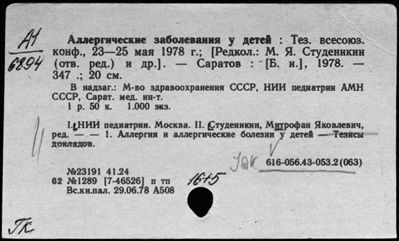 А1
6394
Аллергические заболевания у детей : Тез. всесоюз.
конф., 23—25 мая 1978 г.; [Редкол.: М. Я. Студеникин
(отв. ред.) и др.]. — Саратов : [Б. и.], 1978. —
347 .; 20 см.
В надзаг.: М-во здравоохранения СССР, НИИ педиатрии АМН
СССР, Сарат. мед. ин-т.
1 р. 50 к. 1.000 экз.
I. НИИ педиатрии. Москва. II. Студеникин, Митрофан Яковлевич,
ред. — — 1. Аллергия и аллергические болезни у детей — Тезисы
докладов.
УДК 616-056.43-053.2(063)
№23191 41.24
62 №1289 [7-46526] п тп 1615
Вс.кн.пал. 29.06.78 А508
ГК